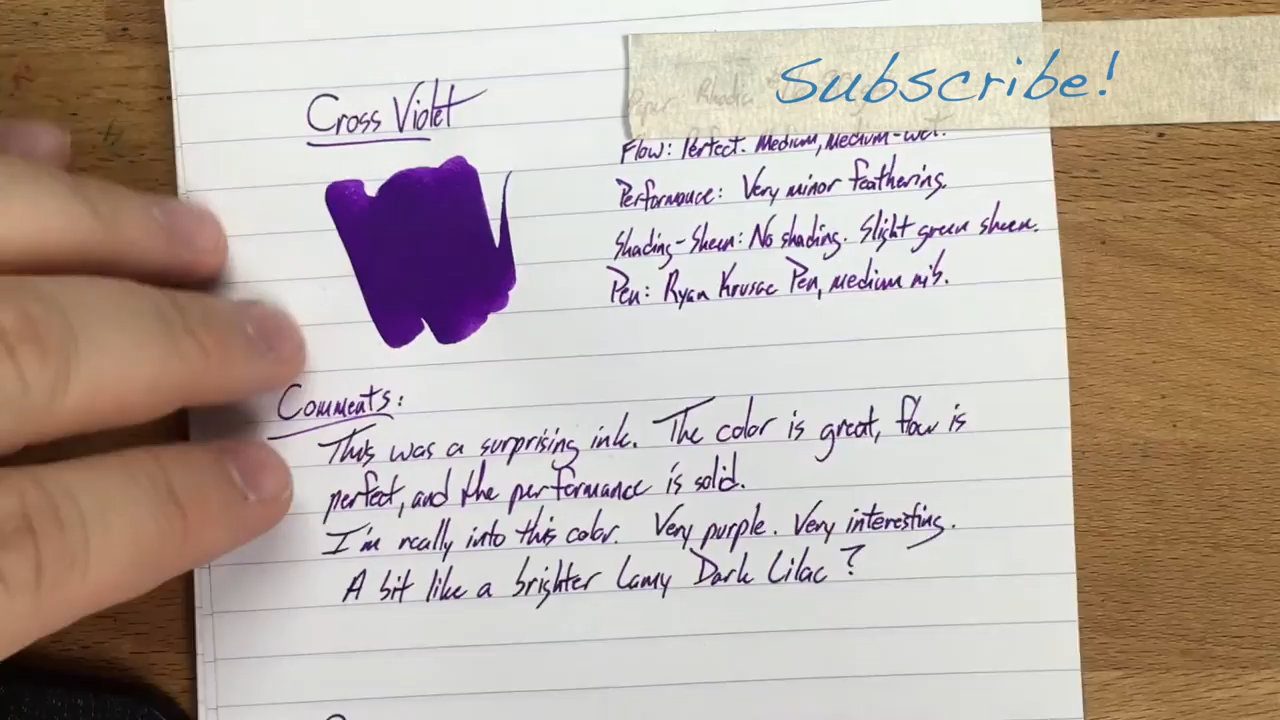 Subscribe!
Cross Violet
Paper Rhodia
Flow: Perfect. Medium, Medium-wet.
Performance: Very minor feathering.
Shading-Sheen: No shading. Slight green sheen.
Pen: Ryan Krusac Pen, medium nib.
Comments:
This was a surprising ink. The color is great, flow is
perfect, and the performance is solid.
I'm really into this color. Very purple. Very interesting.
A bit like a brighter Lamy Dark Lilac?